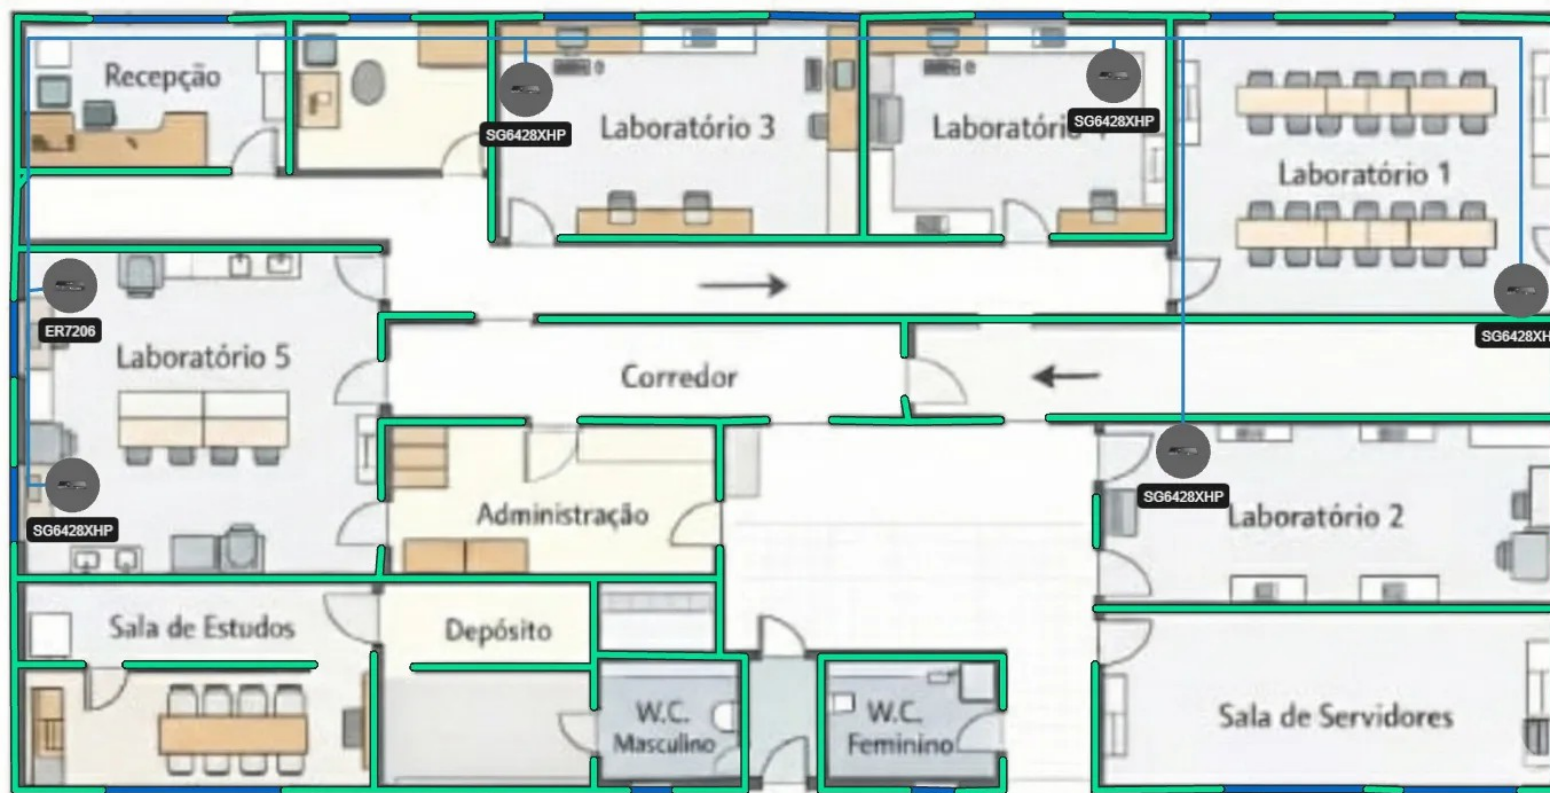 Recepção
SG6428XHP
Laboratório 3
Laboratório
SG6428XHP
Laboratório 1
ER7206
Laboratório 5
Corredor
SG6428XH
SG6428XHP
Administração
SG6428XHP
Laboratório 2
Sala de Estudos
Depósito
W.C.
Masculino
W.C.
Feminino
Sala de Servidores